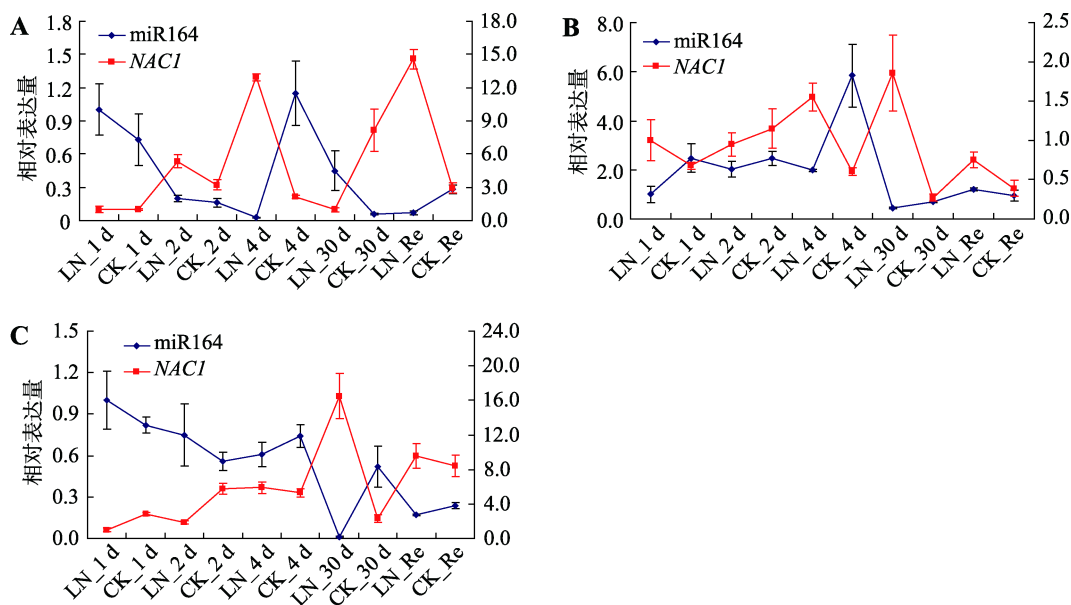 A
相对表达量
1.8
1.5
1.2
0.9
0.6
0.3
0
miR164
NAC1
18.0
15.0
12.0
9.0
6.0
3.0
0.0
LN_1 d
CK_1 d
LN_2 d
CK_2 d
LN_4 d
CK_4 d
LN_30 d
CK_30 d
LN_Re
CK_Re
B
相对表达量
8.0
6.0
4.0
2.0
0.0
miR164
NAC1
2.5
2.0
1.5
1.0
0.5
0.0
LN_1 d
CK_1 d
LN_2 d
CK_2 d
LN_4 d
CK_4 d
LN_30 d
CK_30 d
LN_Re
CK_Re
C
相对表达量
1.5
1.2
0.9
0.6
0.3
0.0
miR164
NAC1
24.0
20.0
16.0
12.0
8.0
4.0
0.0
LN_1 d
CK_1 d
LN_2 d
CK_2 d
LN_4 d
CK_4 d
LN_30 d
CK_30 d
LN_Re
CK_Re